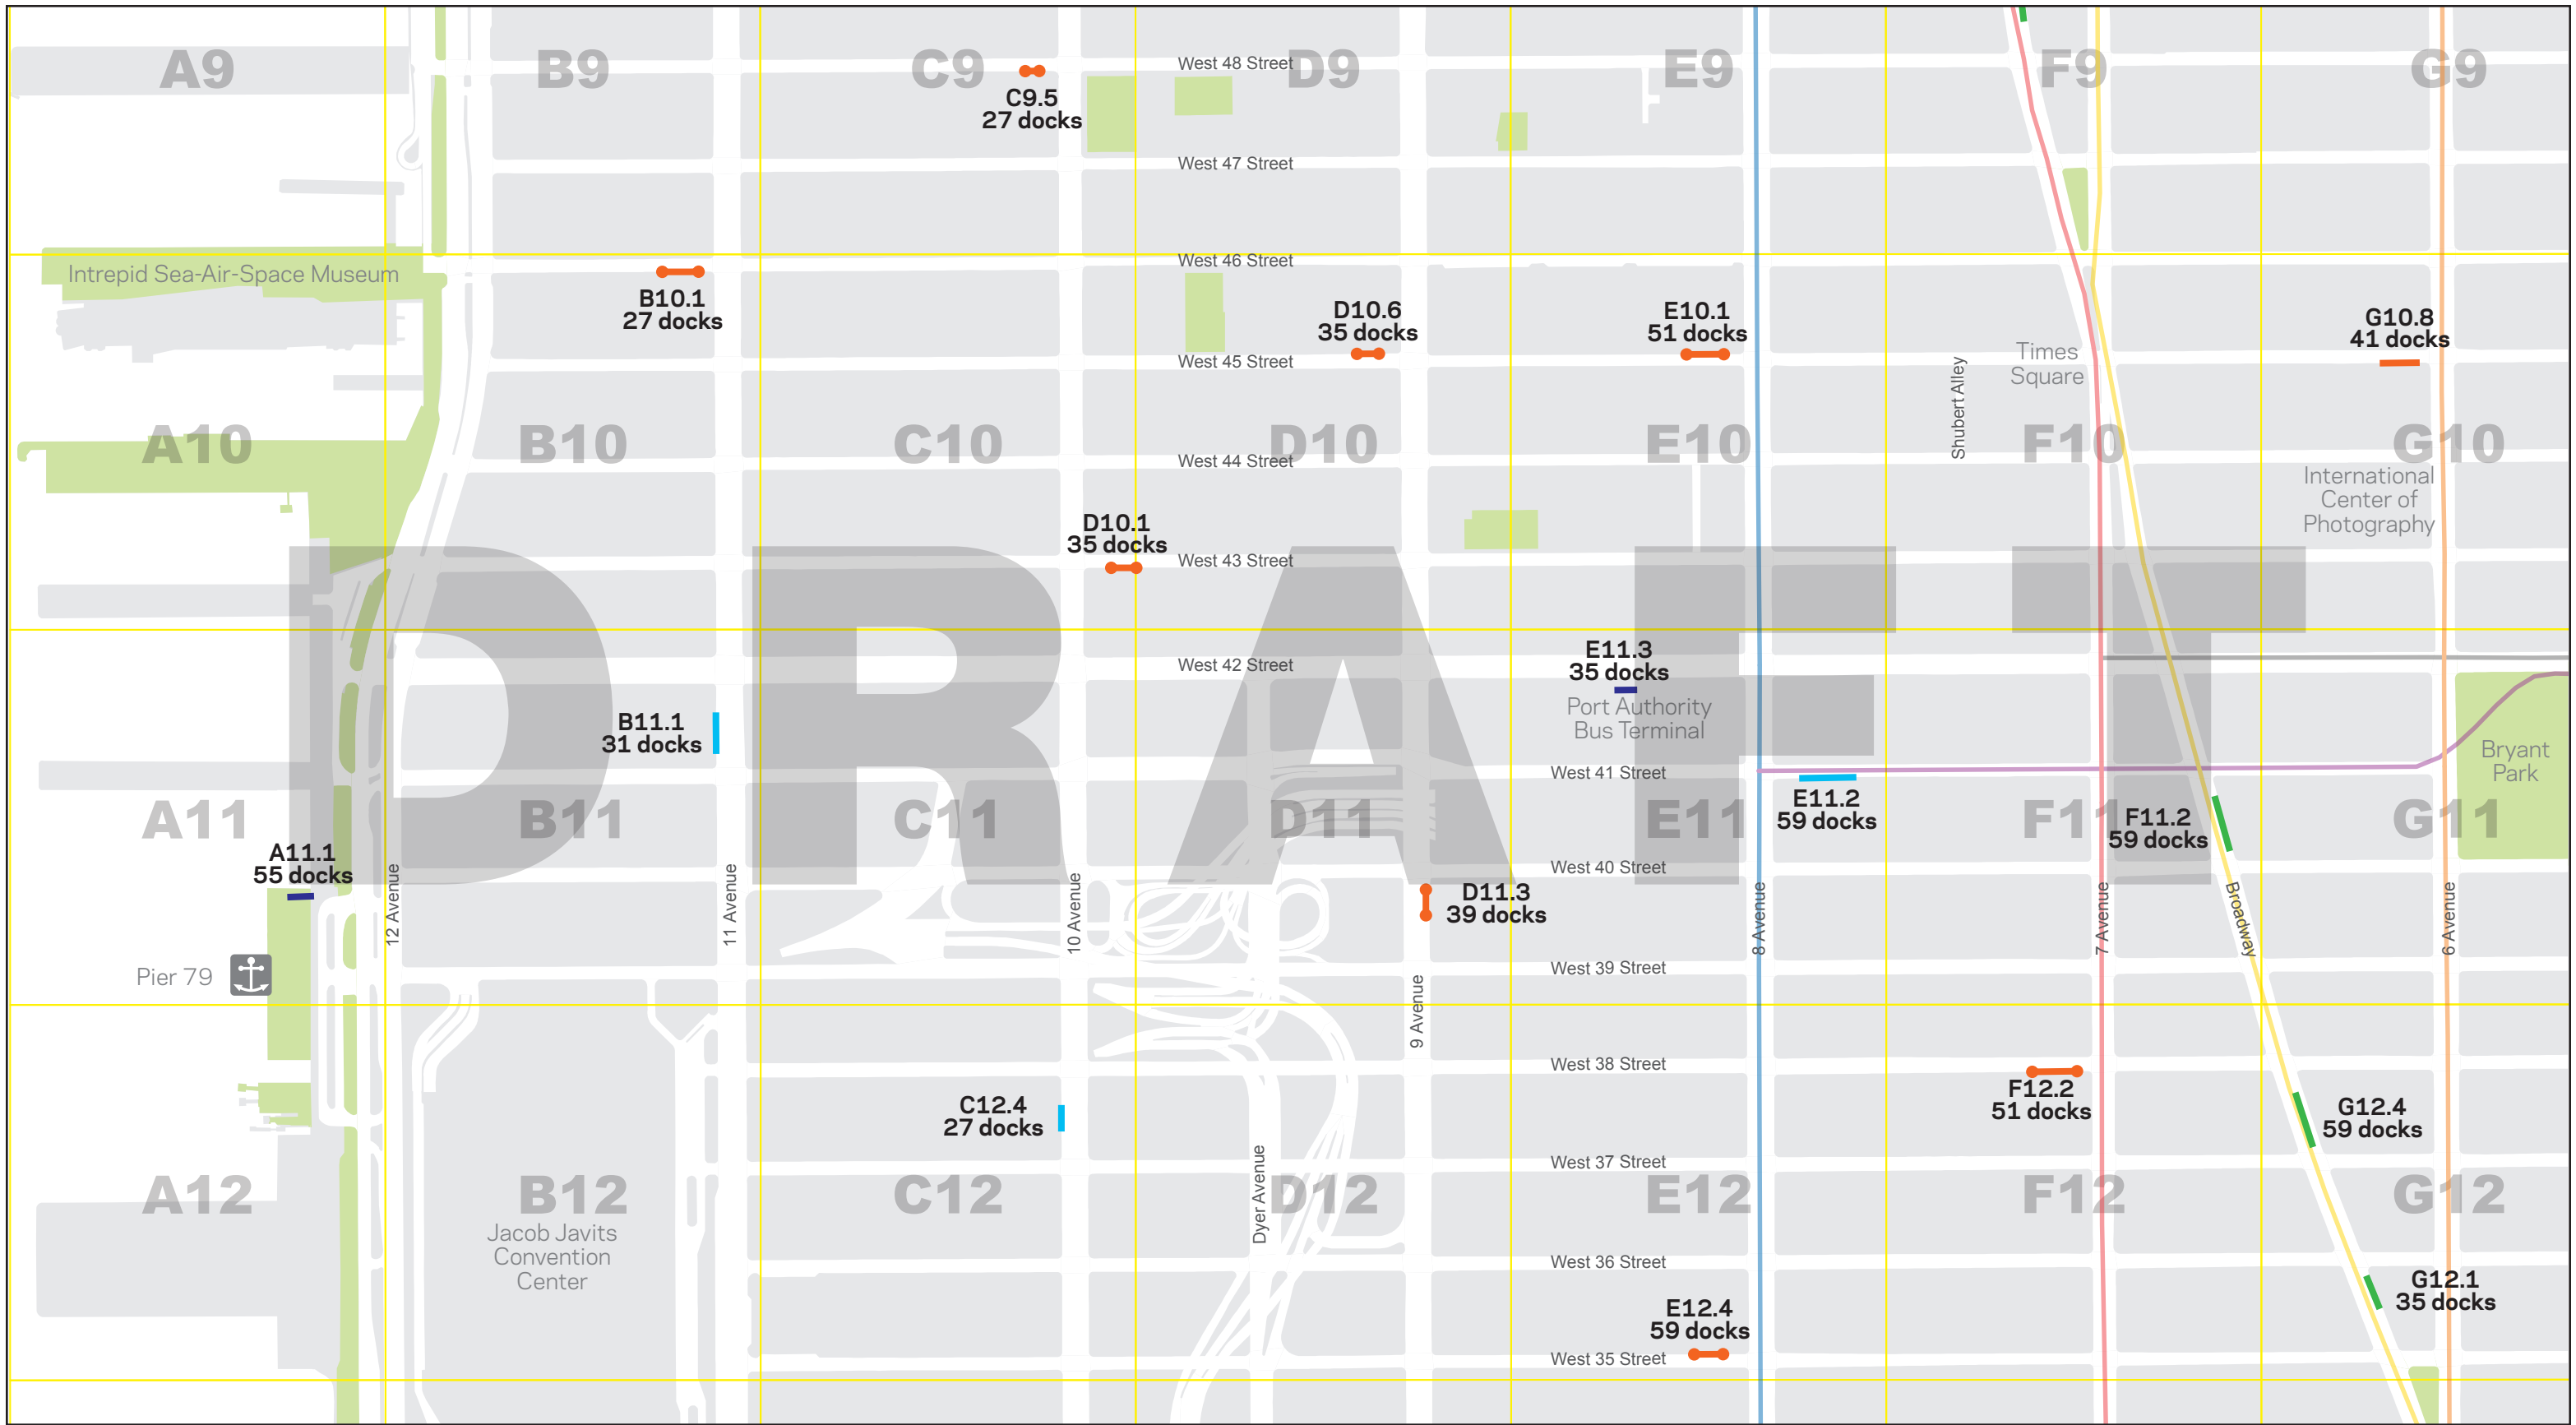 A9
B9
C9
D9
E9
F9
G9
West 48 Street
C9.5
27 docks
West 47 Street
West 46 Street
Intrepid Sea-Air-Space Museum
B10.1
27 docks
D10.6
35 docks
E10.1
51 docks
G10.8
41 docks
West 45 Street
Times
Square
Shubert Alley
A10
B10
C10
D10
E10
F10
G10
West 44 Street
International
Center of
Photography
D10.1
35 docks
West 43 Street
DRAFT
West 42 Street
E11.3
35 docks
Port Authority
Bus Terminal
B11.1
31 docks
Bryant
Park
West 41 Street
E11.2
59 docks
F11.2
59 docks
A11
B11
C11
D11
E11
F11
G11
A11.1
55 docks
West 40 Street
D11.3
39 docks
12 Avenue
11 Avenue
10 Avenue
9 Avenue
8 Avenue
7 Avenue
Broadway
6 Avenue
Pier 79
West 39 Street
West 38 Street
F12.2
51 docks
C12.4
27 docks
G12.4
59 docks
West 37 Street
Dyer Avenue
A12
B12
C12
D12
E12
F12
G12
Jacob Javits
Convention
Center
West 36 Street
G12.1
35 docks
E12.4
59 docks
West 35 Street